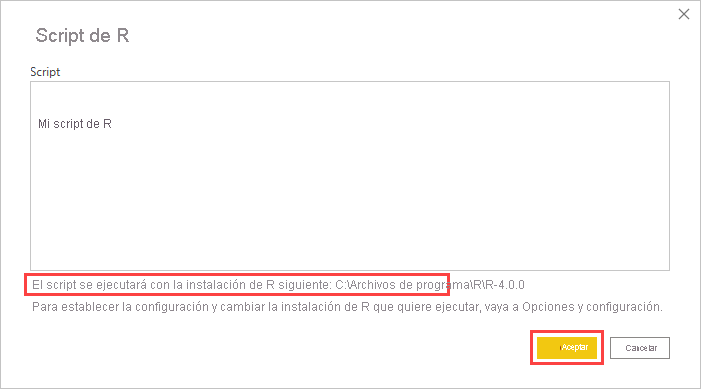 Script de R
Script
Mi script de R
El script se ejecutará con la instalación de R siguiente: C:\Archivos de programa\R\R-4.0.0
Para establecer la configuración y cambiar la instalación de R que quiere ejecutar, vaya a Opciones y configuración.
Aceptar
Cancelar